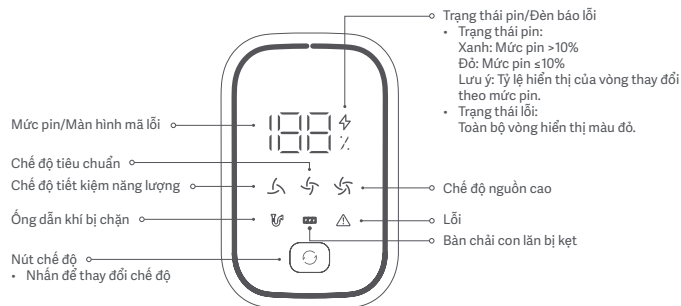 Trạng thái pin/Đèn báo lỗi
• Trạng thái pin:
Xanh: Mức pin >10%
Đỏ: Mức pin ≤10%
Lưu ý: Tỷ lệ hiển thị của vòng thay đổi
theo mức pin.
• Trạng thái lỗi:
Toàn bộ vòng hiển thị màu đỏ.
188
%
Mức pin/Màn hình mã lỗi
Chế độ tiêu chuẩn
Chế độ tiết kiệm năng lượng
Chế độ nguồn cao
Ống dẫn khí bị chặn
Lỗi
Bàn chải con lăn bị kẹt
Nút chế độ
• Nhấn để thay đổi chế độ